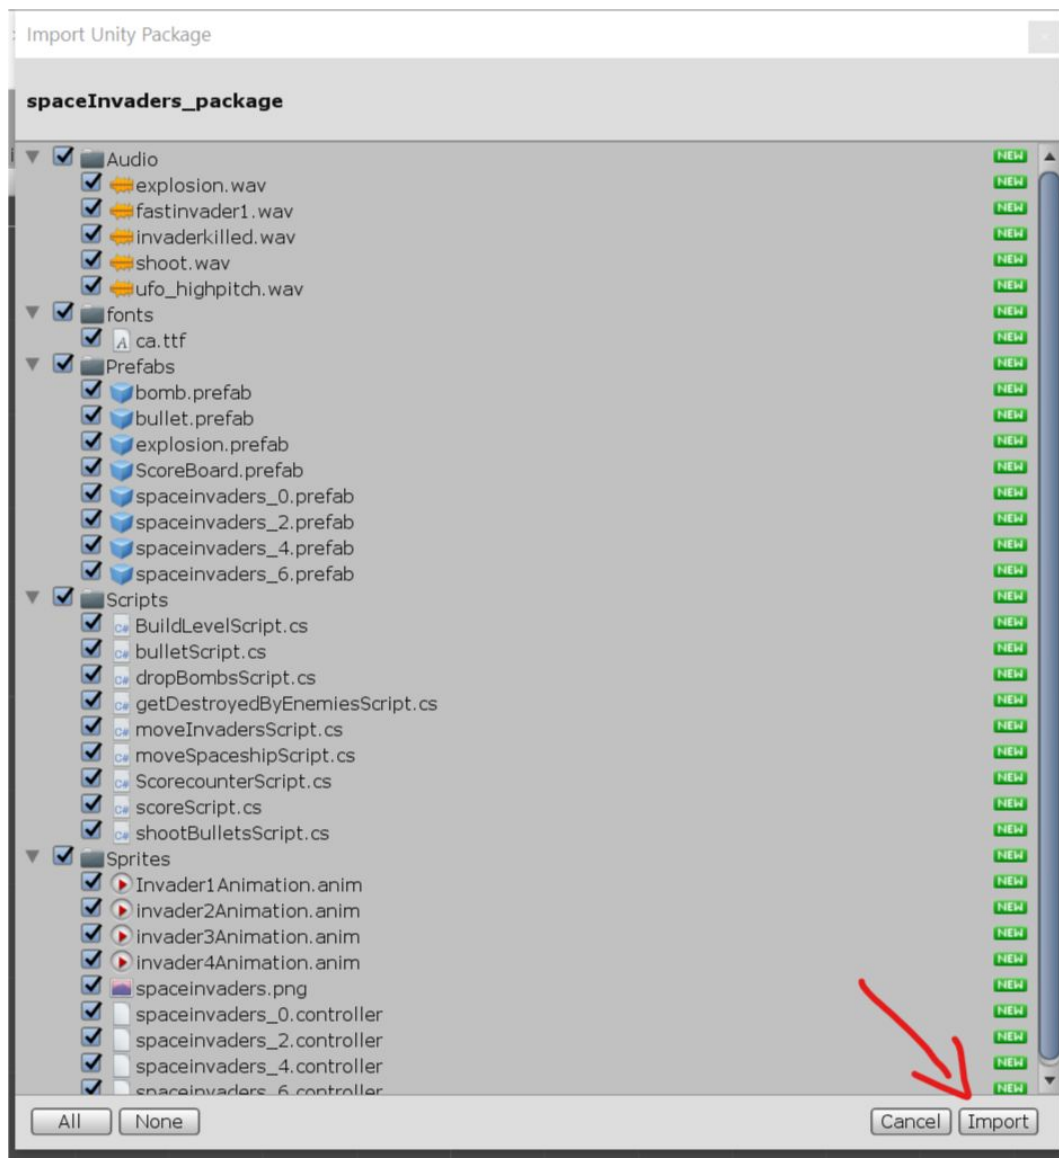 Import Unity Package
spaceInvaders_package
Audio NEW
explosion.wav NEW
fastinvader1.wav NEW
invaderkilled.wav NEW
shoot.wav NEW
ufo_highpitch.wav NEW
fonts NEW
A ca.ttf NEW
Prefabs NEW
bomb.prefab NEW
bullet.prefab NEW
explosion.prefab NEW
ScoreBoard.prefab NEW
spaceinvaders_0.prefab NEW
spaceinvaders_2.prefab NEW
spaceinvaders_4.prefab NEW
spaceinvaders_6.prefab NEW
Scripts NEW
C# BuildLevelScript.cs NEW
C# bulletScript.cs NEW
C# dropBombsScript.cs NEW
C# getDestroyedByEnemiesScript.cs NEW
C# moveInvadersScript.cs NEW
C# moveSpaceshipScript.cs NEW
C# ScorecounterScript.cs NEW
C# scoreScript.cs NEW
C# shootBulletsScript.cs NEW
Sprites NEW
Invader1Animation.anim NEW
invader2Animation.anim NEW
invader3Animation.anim NEW
invader4Animation.anim NEW
spaceinvaders.png NEW
spaceinvaders_0.controller NEW
spaceinvaders_2.controller NEW
spaceinvaders_4.controller NEW
spaceinvaders_6.controller NEW
All None Cancel Import